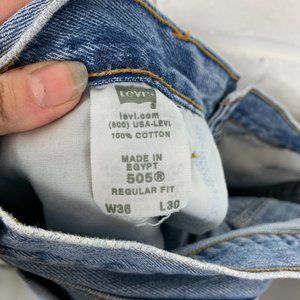 Levi's
levi.com
(800) USA-LEVI
100% COTTON
MADE IN
EGYPT
505®
REGULAR FIT
W36 L30